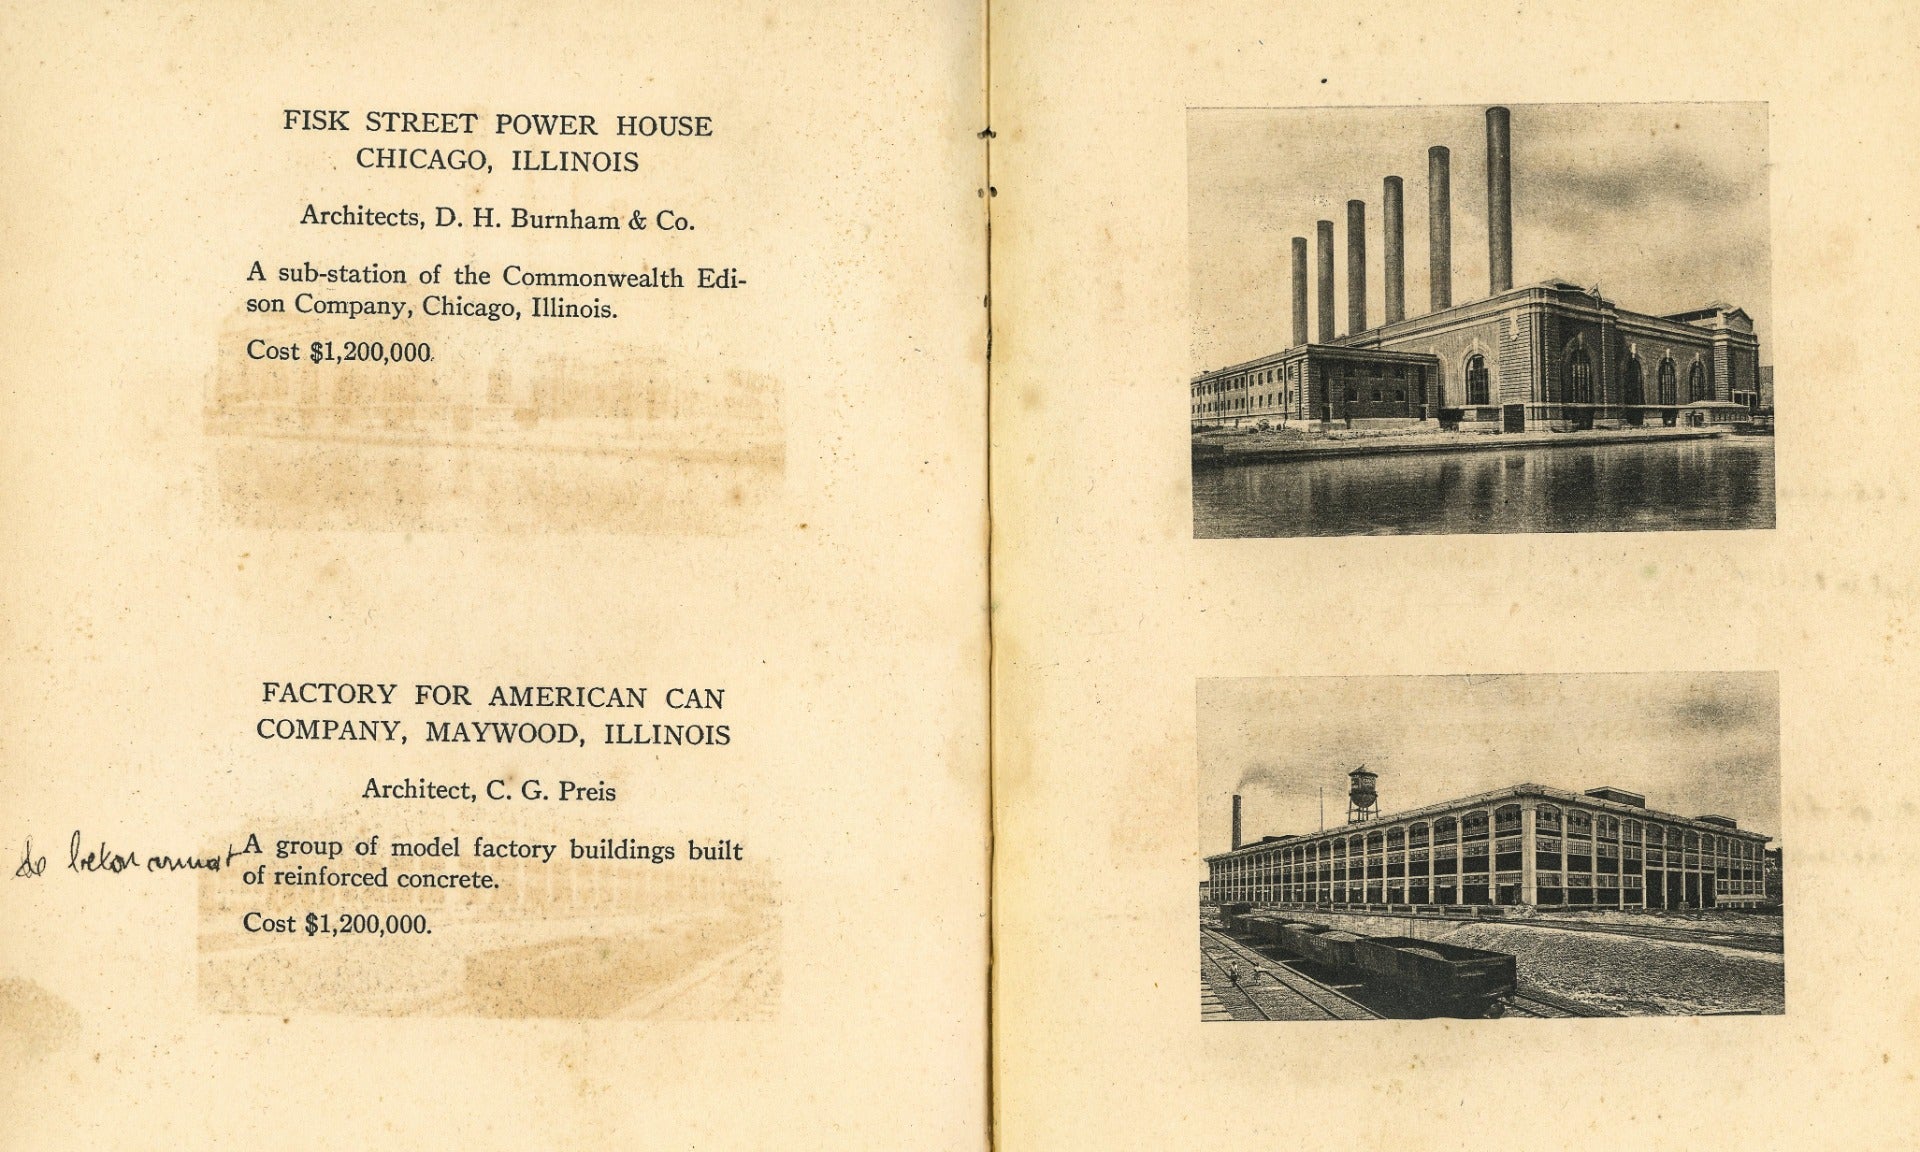 FISK STREET POWER HOUSE
CHICAGO, ILLINOIS
Architects, D. H. Burnham & Co.
A sub-station of the Commonwealth Edi-
son Company, Chicago, Illinois.
Cost $1,200,000.
FACTORY FOR AMERICAN CAN
COMPANY, MAYWOOD, ILLINOIS
Architect, C. G. Preis
A group of model factory buildings built
of reinforced concrete.
Cost $1,200,000.
beton armat